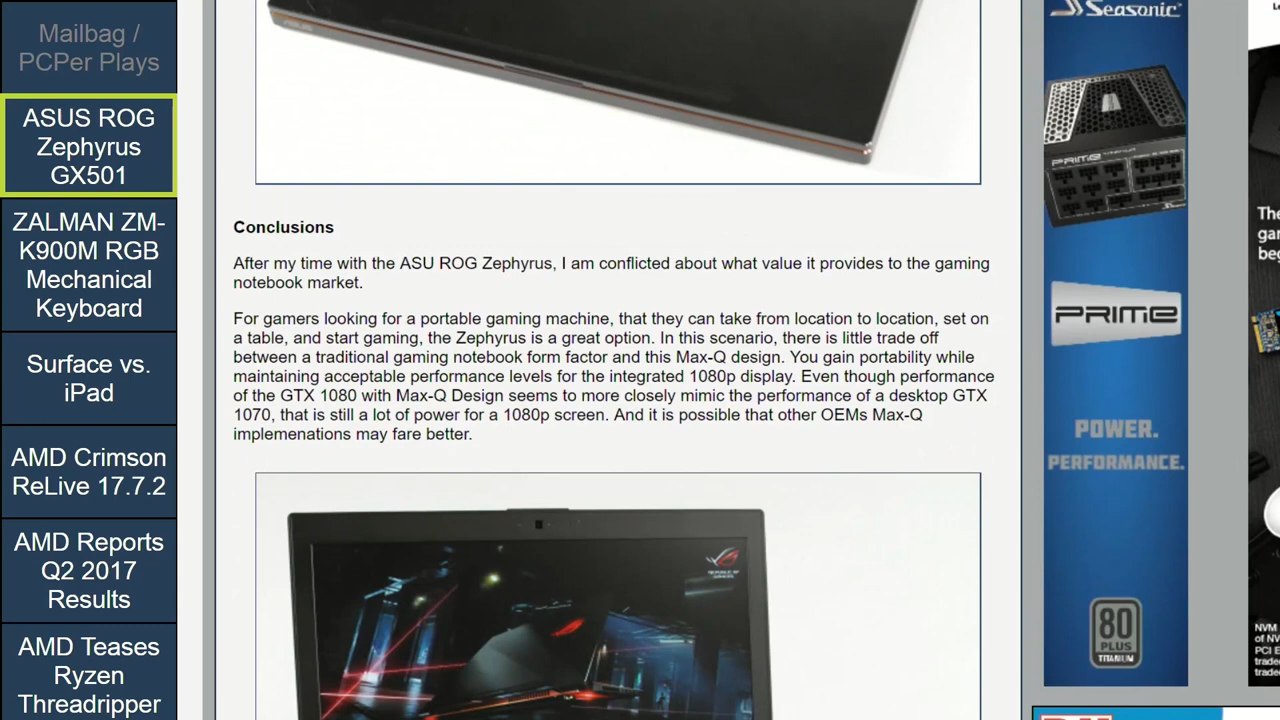 Mailbag /
PCPer Plays
ASUS ROG
Zephyrus
GX501
ZALMAN ZM-
K900M RGB
Mechanical
Keyboard
Surface vs.
iPad
AMD Crimson
ReLive 17.7.2
AMD Reports
Q2 2017
Results
AMD Teases
Ryzen
Threadripper
Conclusions
After my time with the ASU ROG Zephyrus, I am conflicted about what value it provides to the gaming
notebook market.
For gamers looking for a portable gaming machine, that they can take from location to location, set on
a table, and start gaming, the Zephyrus is a great option. In this scenario, there is little trade off
between a traditional gaming notebook form factor and this Max-Q design. You gain portability while
maintaining acceptable performance levels for the integrated 1080p display. Even though performance
of the GTX 1080 with Max-Q Design seems to more closely mimic the performance of a desktop GTX
1070, that is still a lot of power for a 1080p screen. And it is possible that other OEMs Max-Q
implemenations may fare better.
Seasonic
PRIME
PRIME
POWER.
PERFORMANCE.
80
PLUS
TITANIUM
The
NVM
of NV
PCI E